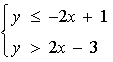 y ≤ −2x + 1
y > 2x − 3